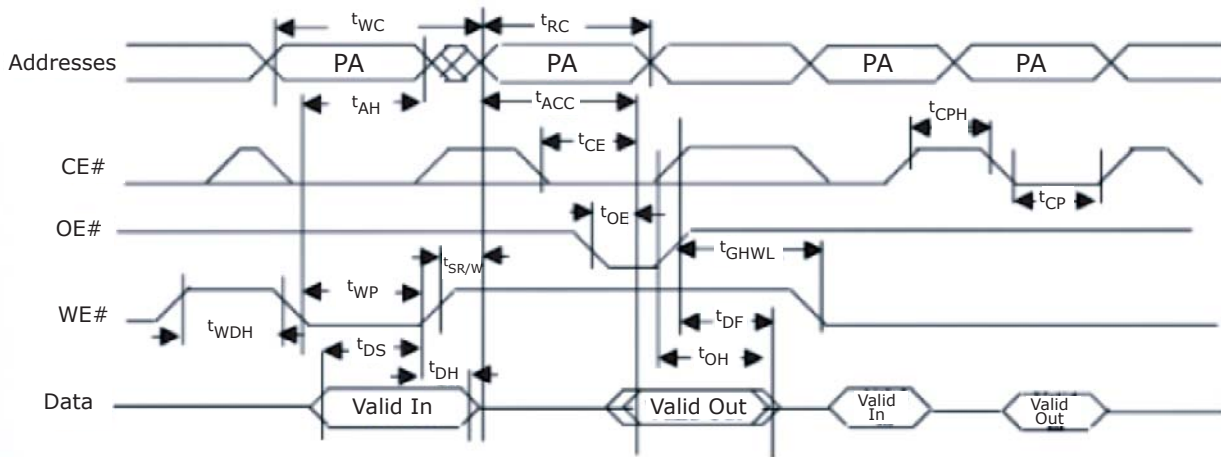 tWC tRC
Addresses PA PA PA PA
tAH tACC
tCPH
tCE
CE#
tCP
tOE
OE#
tSR/W tGHWL
tWP
WE#
tWDH tDF
tDS tOH
tDH
Data Valid In Valid Out Valid In Valid Out